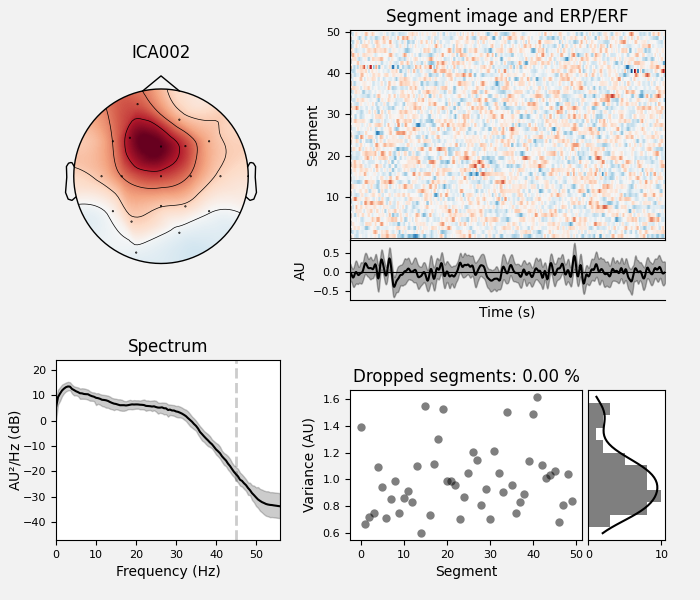 ICA002
Segment image and ERP/ERF
50
40
30
20
10
Segment
0.5
0.0
−0.5
AU
Time (s)
Spectrum
20
10
0
−10
−20
−30
−40
AU²/Hz (dB)
0 10 20 30 40 50
Frequency (Hz)
Dropped segments: 0.00 %
1.6
1.4
1.2
1.0
0.8
0.6
Variance (AU)
0 10 20 30 40 50
Segment
0 10